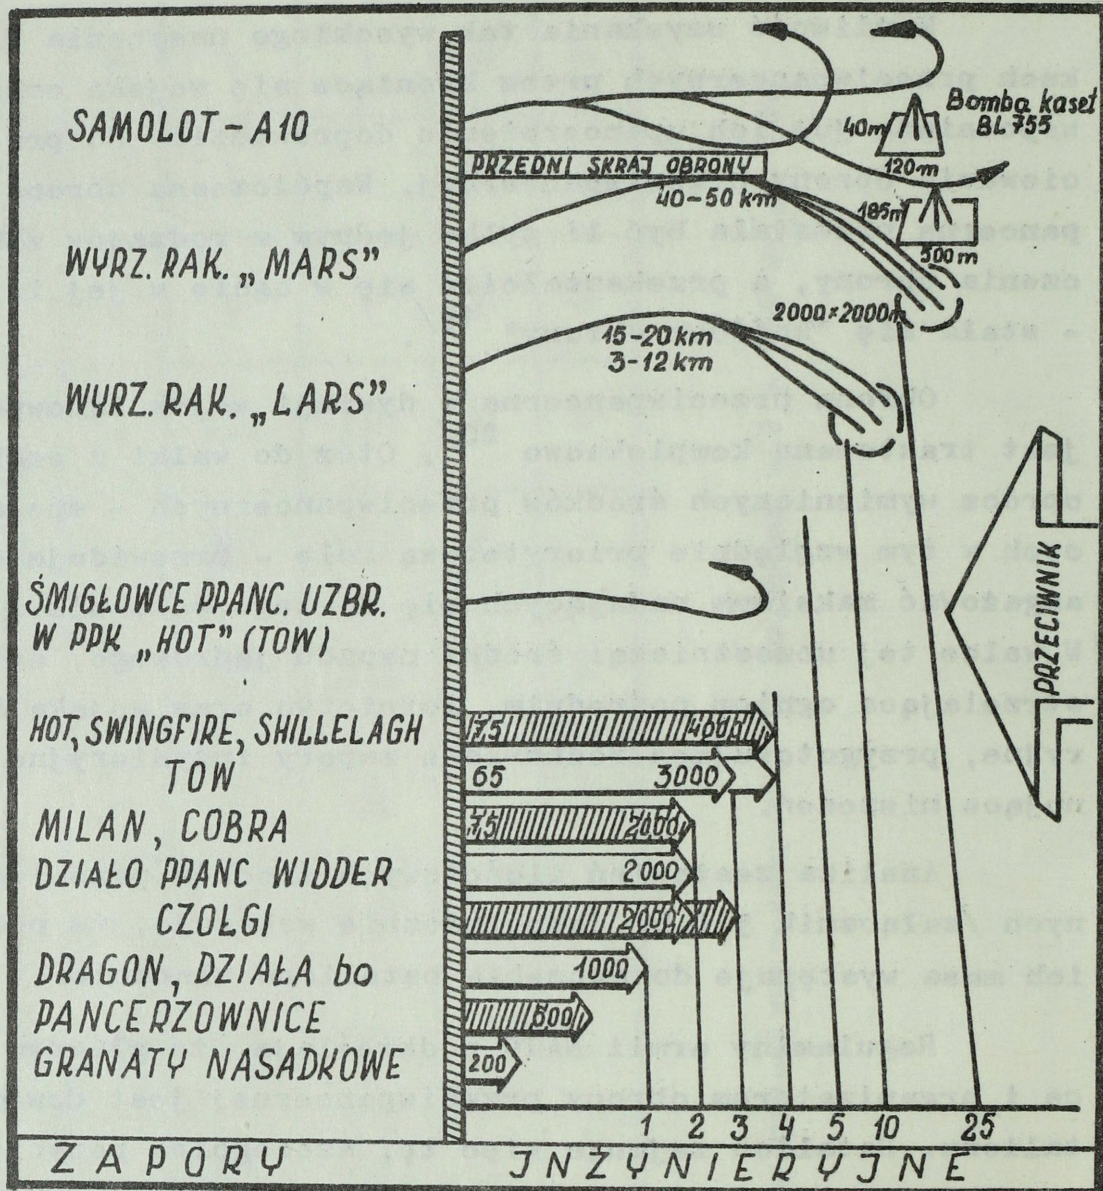 SAMOLOT - A10
Bomba kaset
BL 755
40m
120m
PRZEDNI SKRAJ OBRONY
40-50 km
185m
500m
WYRZ. RAK. „MARS”
2000×2000m
15-20 km
3-12 km
WYRZ. RAK. „LARS”
PRZECIWNIK
ŚMIGŁOWCE PPANC. UZBR.
W PPK „HOT” (TOW)
HOT, SWINGFIRE, SHILLELAGH
75 4000
TOW
65 3000
MILAN, COBRA
75 2000
DZIAŁO PPANC WIDDER
2000
CZOŁGI
2000
DRAGON, DZIAŁA bo
1000
PANCERZOWNICE
GRANATY NASADKOWE
200
1 2 3 4 5 10 25
ZAPORY JNŻYNIERYJNE